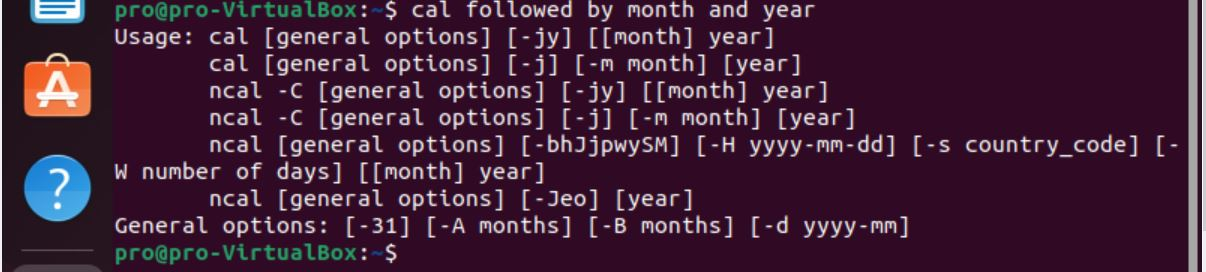 pro@pro-VirtualBox:~$ cal followed by month and year
Usage: cal [general options] [-jy] [[month] year]
       cal [general options] [-j] [-m month] [year]
       ncal -C [general options] [-jy] [[month] year]
       ncal -C [general options] [-j] [-m month] [year]
       ncal [general options] [-bhJjpwySM] [-H yyyy-mm-dd] [-s country_code] [-
W number of days] [[month] year]
       ncal [general options] [-Jeo] [year]
General options: [-31] [-A months] [-B months] [-d yyyy-mm]
pro@pro-VirtualBox:~$